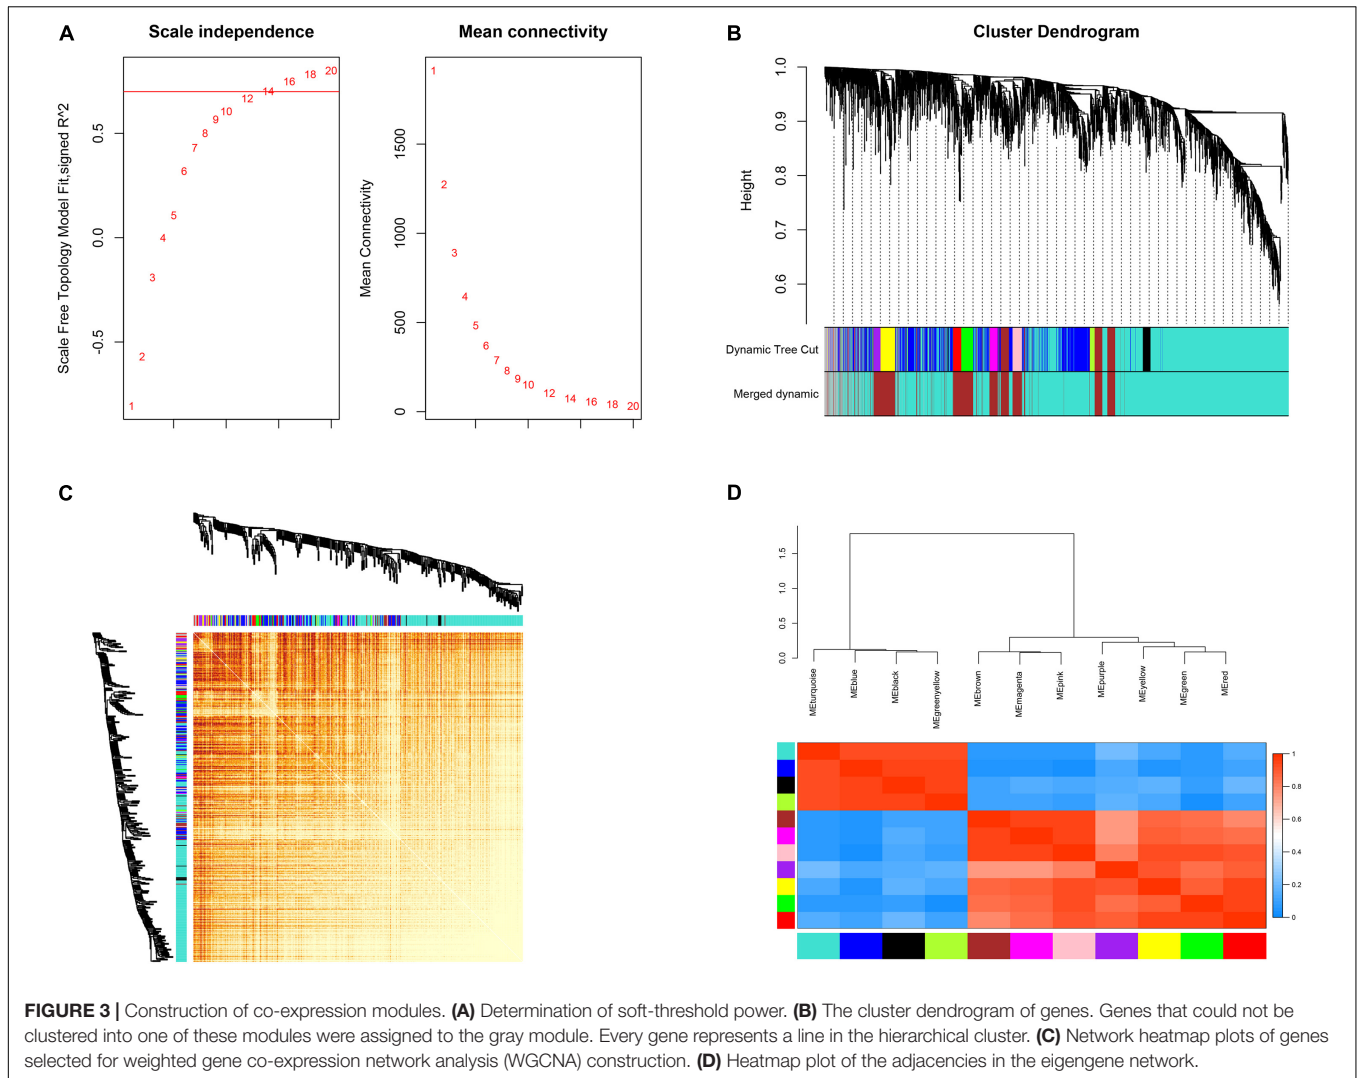 A
Scale independence
Mean connectivity
Scale Free Topology Model Fit,signed R^2
0.5
0.0
-0.5
1
2
3
4
5
6
7
8
9
10
12
14
16
18
20
Mean Connectivity
1500
1000
500
0
1
2
3
4
5
6
7
8
9
10
12
14
16
18
20
B
Cluster Dendrogram
Height
1.0
0.9
0.8
0.7
0.6
Dynamic Tree Cut
Merged dynamic
C
D
1.5
1.0
0.5
0.0
MEturquoise
MEblue
MEblack
MEgreenyellow
MEbrown
MEmagenta
MEpink
MEpurple
MEyellow
MEgreen
MEred
1
0.8
0.6
0.4
0.2
0
FIGURE 3 | Construction of co-expression modules. (A) Determination of soft-threshold power. (B) The cluster dendrogram of genes. Genes that could not be
clustered into one of these modules were assigned to the gray module. Every gene represents a line in the hierarchical cluster. (C) Network heatmap plots of genes
selected for weighted gene co-expression network analysis (WGCNA) construction. (D) Heatmap plot of the adjacencies in the eigengene network.